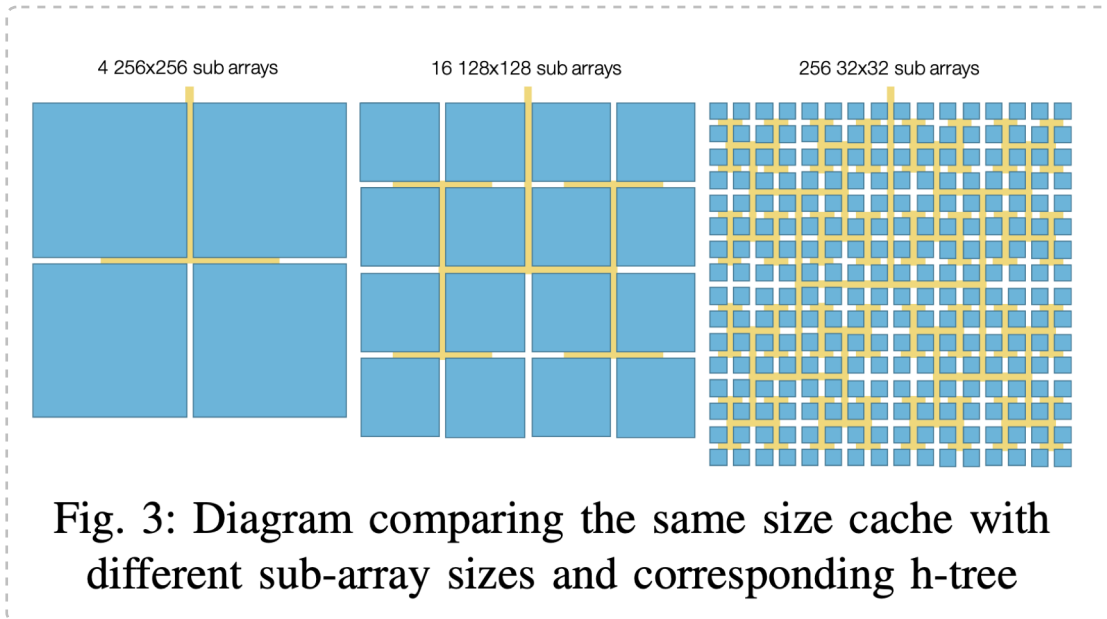 4 256x256 sub arrays
16 128x128 sub arrays
256 32x32 sub arrays
Fig. 3: Diagram comparing the same size cache with
different sub-array sizes and corresponding h-tree